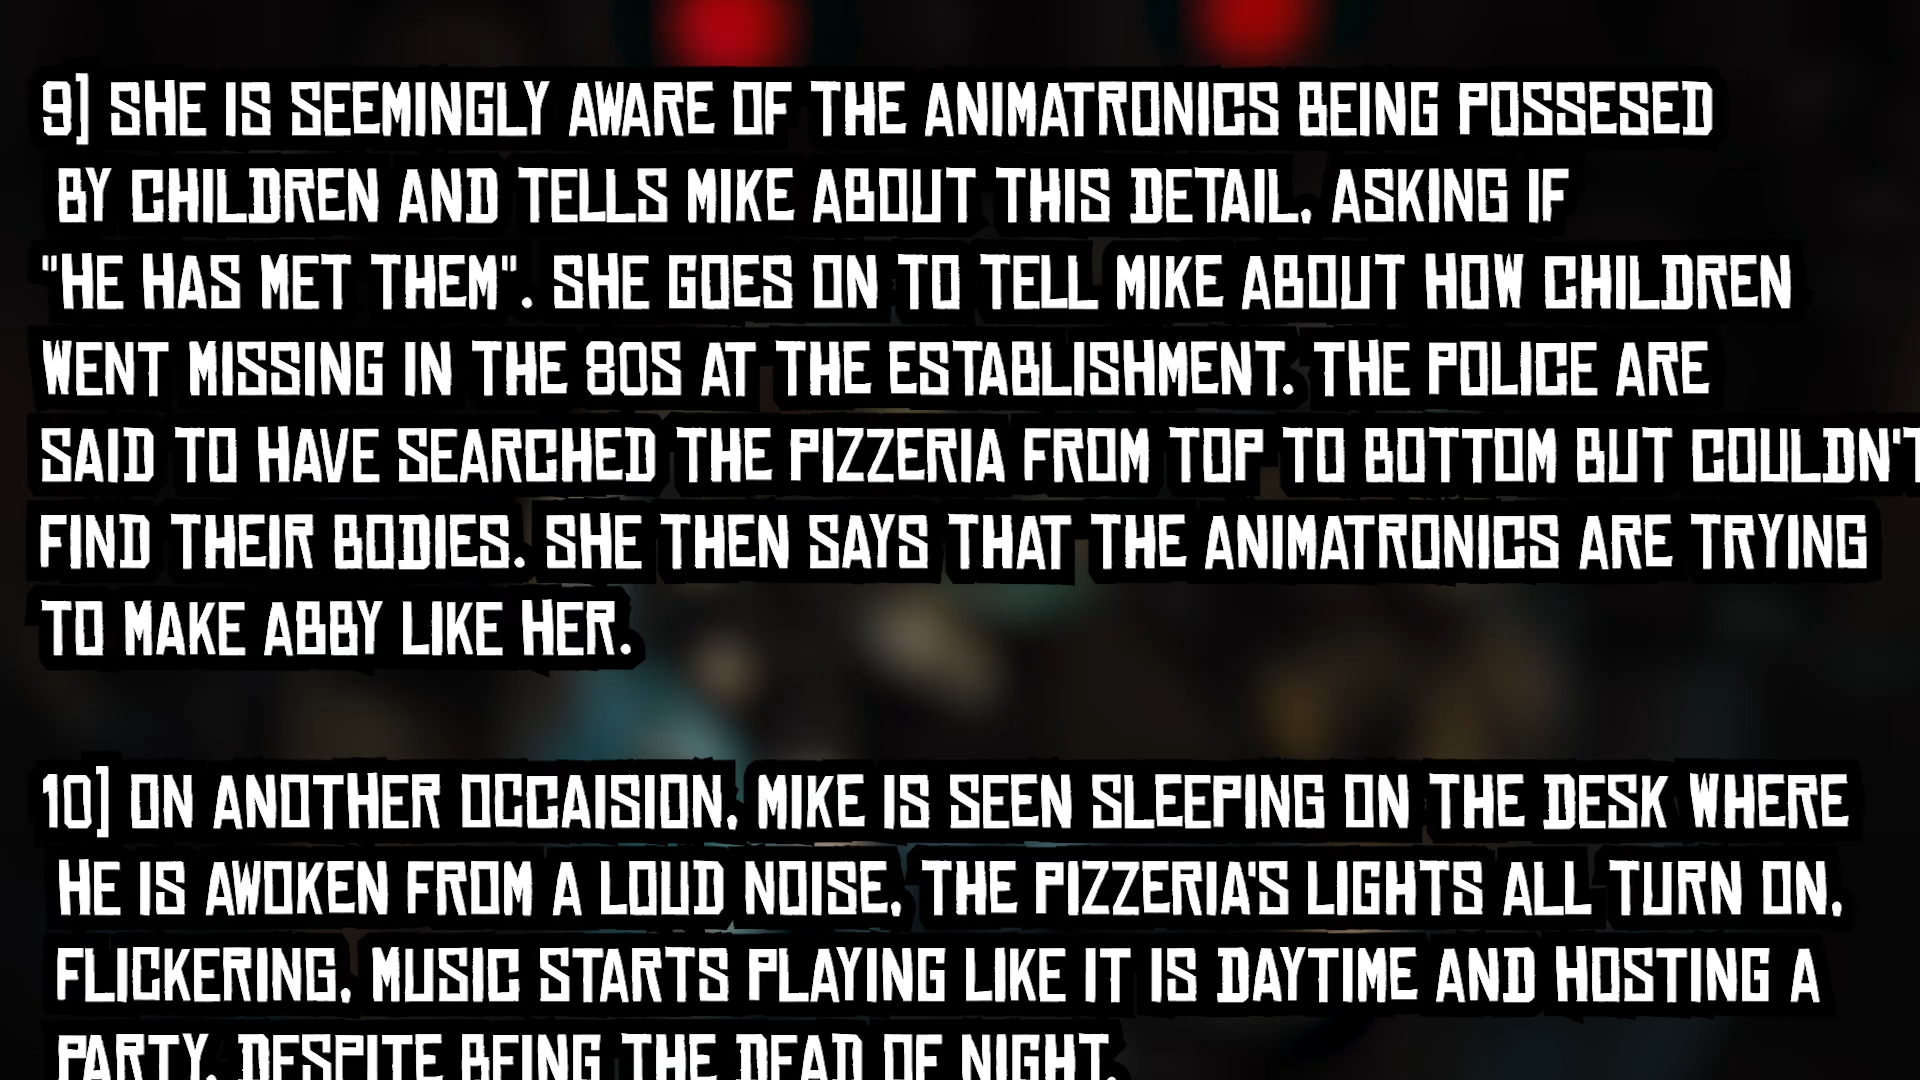 9] SHE IS SEEMINGLY AWARE OF THE ANIMATRONICS BEING POSSESED
BY CHILDREN AND TELLS MIKE ABOUT THIS DETAIL, ASKING IF
"HE HAS MET THEM". SHE GOES ON TO TELL MIKE ABOUT HOW CHILDREN
WENT MISSING IN THE 80S AT THE ESTABLISHMENT. THE POLICE ARE
SAID TO HAVE SEARCHED THE PIZZERIA FROM TOP TO BOTTOM BUT COULDN'T
FIND THEIR BODIES. SHE THEN SAYS THAT THE ANIMATRONICS ARE TRYING
TO MAKE ABBY LIKE HER.
10] ON ANOTHER OCCAISION, MIKE IS SEEN SLEEPING ON THE DESK WHERE
HE IS AWOKEN FROM A LOUD NOISE, THE PIZZERIA'S LIGHTS ALL TURN ON,
FLICKERING, MUSIC STARTS PLAYING LIKE IT IS DAYTIME AND HOSTING A
PARTY, DESPITE BEING THE DEAD OF NIGHT.